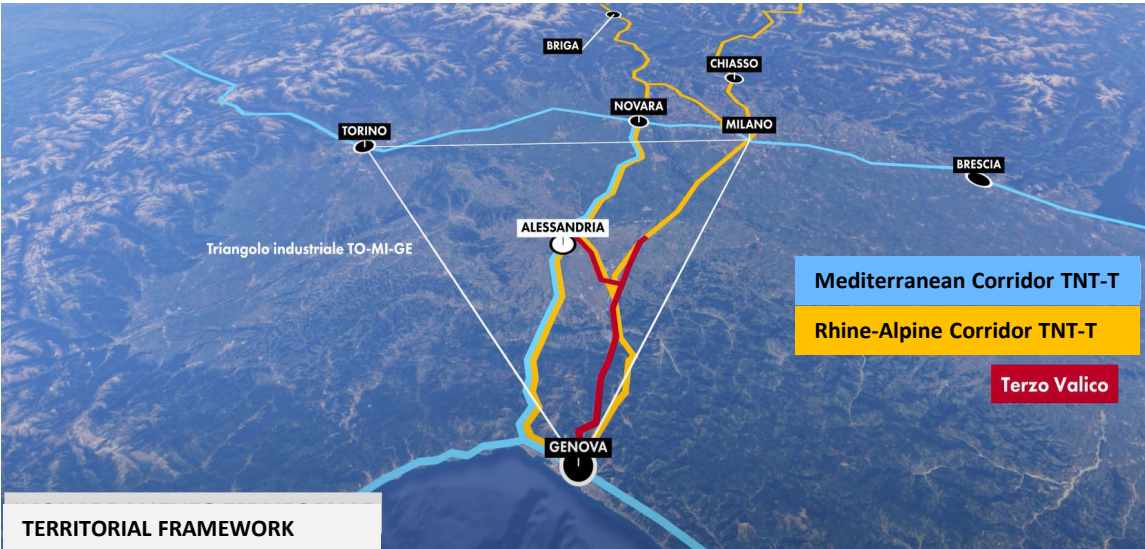 BRIGA
CHIASSO
NOVARA
MILANO
TORINO
BRESCIA
ALESSANDRIA
Triangolo industriale TO-MI-GE
Mediterranean Corridor TNT-T
Rhine-Alpine Corridor TNT-T
Terzo Valico
GENOVA
TERRITORIAL FRAMEWORK